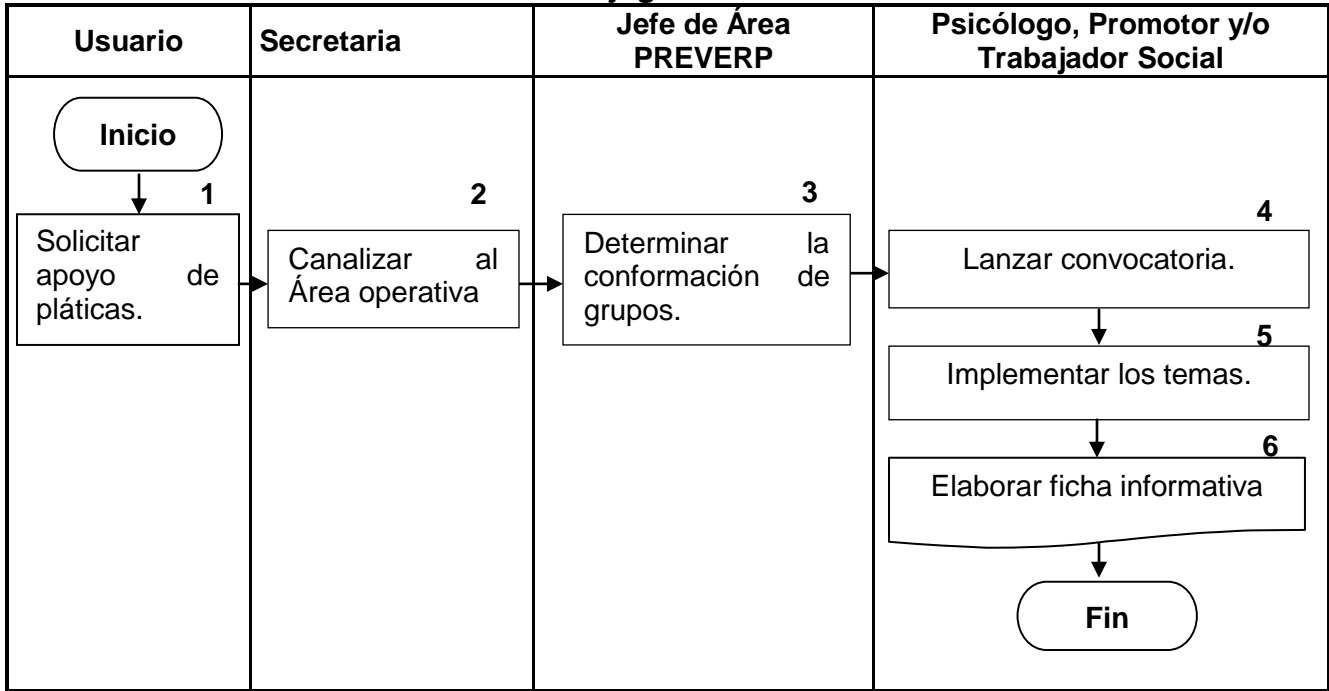 Usuario
Secretaria
Jefe de Área
PREVERP
Psicólogo, Promotor y/o
Trabajador Social
Inicio
1
Solicitar
apoyo de
pláticas.
2
Canalizar al
Área operativa
3
Determinar la
conformación de
grupos.
4
Lanzar convocatoria.
5
Implementar los temas.
6
Elaborar ficha informativa
Fin